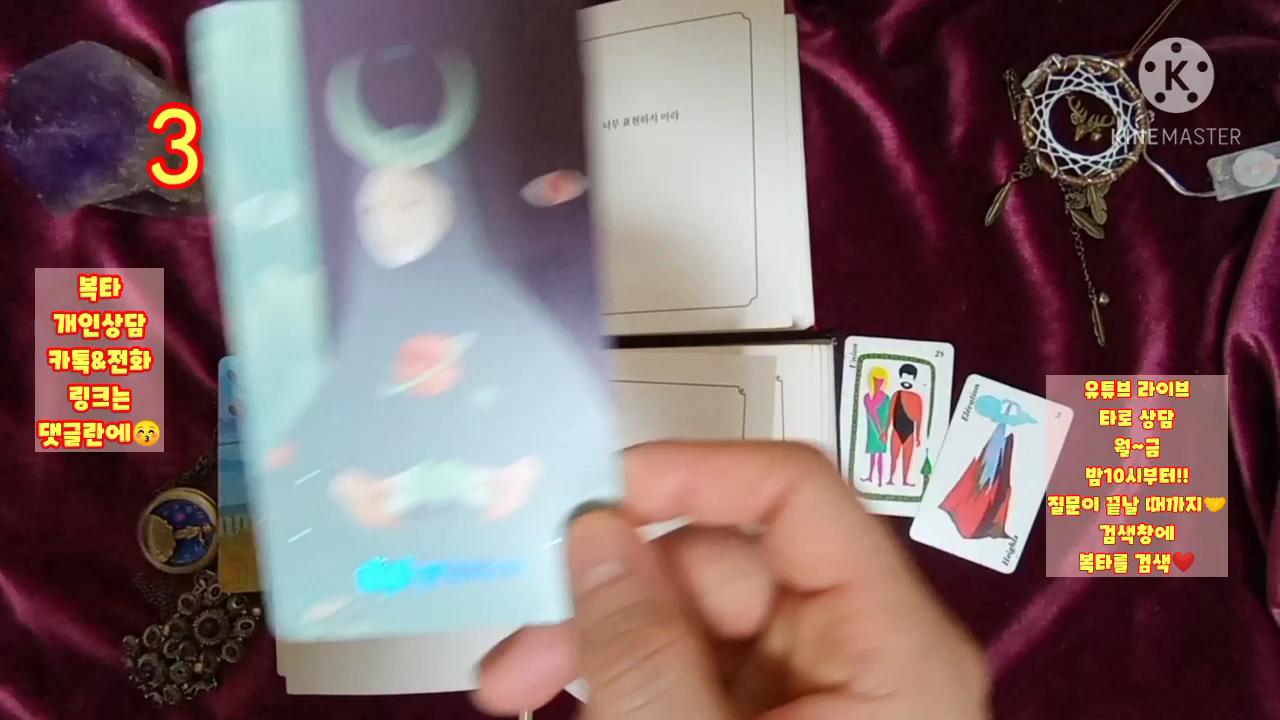 3
KINEMASTER
너무 표현하지 마라
복타
개인상담
카톡&전화
링크는
댓글란에😚
Union
25
Elévation
3
Heights
유튜브 라이브
타로 상담
월~금
밤10시부터!!
질문이 끝날 때까지💛
검색창에
복타를 검색❤️